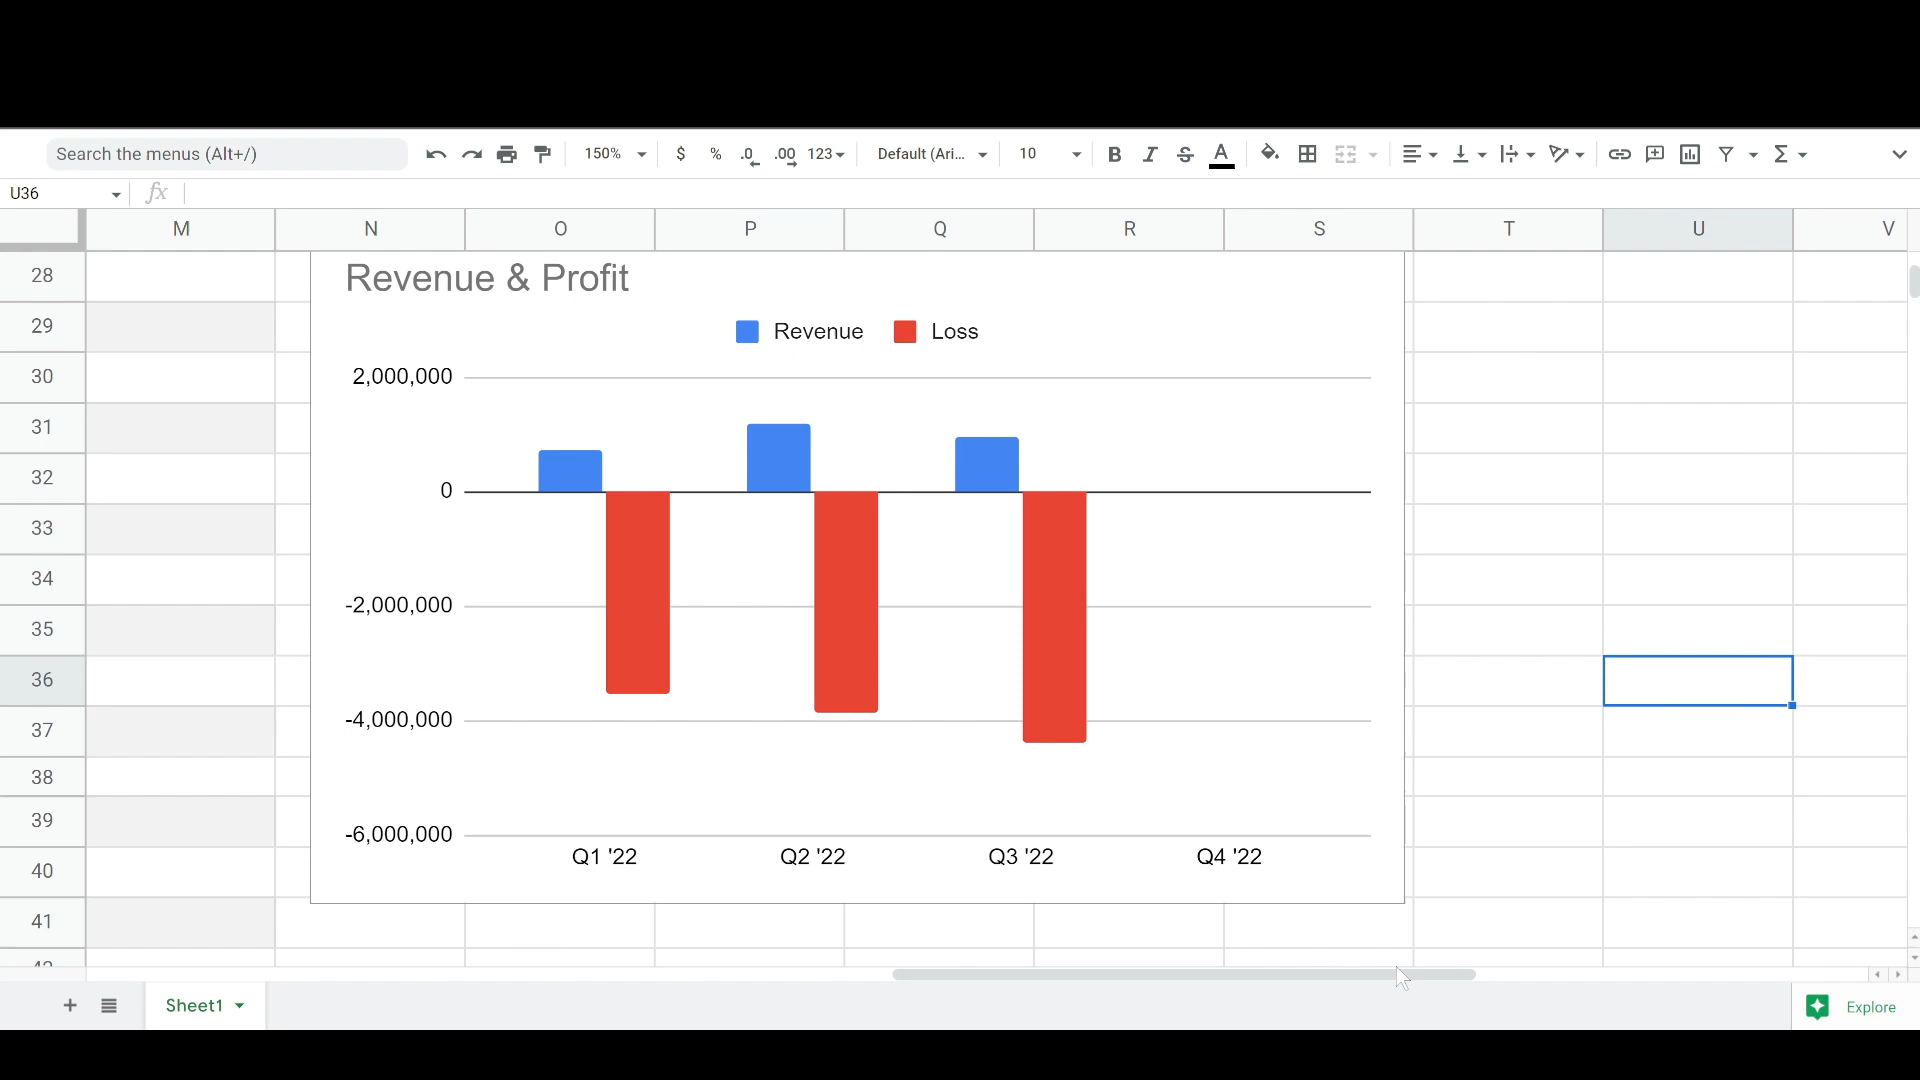 Search the menus (Alt+/) 150% $ % .0 .00 123 Default (Ari... 10 B I S A Σ
U36 fx
M N O P Q R S T U V
28
29
30
31
32
33
34
35
36
37
38
39
40
41
Revenue & Profit
Revenue Loss
2,000,000
0
-2,000,000
-4,000,000
-6,000,000
Q1 '22 Q2 '22 Q3 '22 Q4 '22
Sheet1 Explore